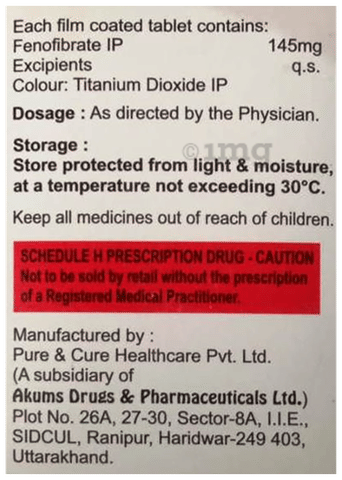 Each film coated tablet contains:
Fenofibrate IP 145mg
Excipients q.s.
Colour: Titanium Dioxide IP
Dosage : As directed by the Physician.
Storage :
©1mg
Store protected from light & moisture,
at a temperature not exceeding 30°C.
Keep all medicines out of reach of children.
SCHEDULE H PRESCRIPTION DRUG - CAUTION
Not to be sold by retail without the prescription
of a Registered Medical Practitioner.
Manufactured by :
Pure & Cure Healthcare Pvt. Ltd.
(A subsidiary of
Akums Drugs & Pharmaceuticals Ltd.)
Plot No. 26A, 27-30, Sector-8A, I.I.E.,
SIDCUL, Ranipur, Haridwar-249 403,
Uttarakhand.